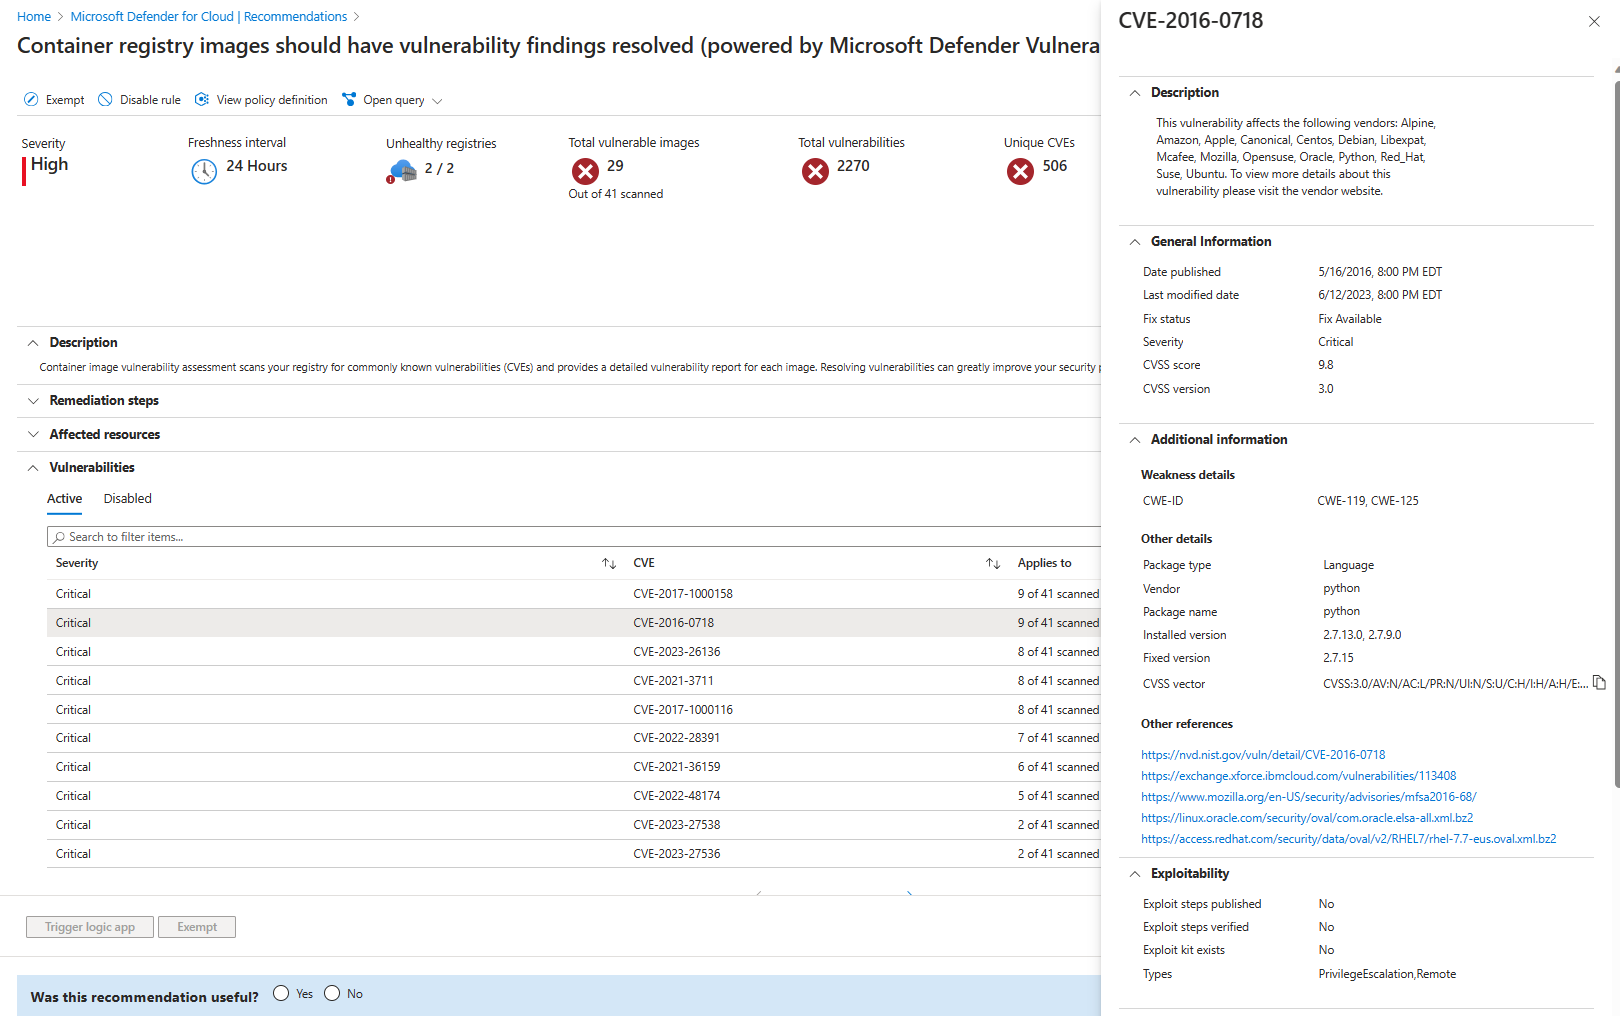 Home > Microsoft Defender for Cloud | Recommendations >
Container registry images should have vulnerability findings resolved (powered by Microsoft Defender Vulnera
Exempt Disable rule View policy definition Open query
Severity
High
Freshness interval
24 Hours
Unhealthy registries
2 / 2
Total vulnerable images
29
Out of 41 scanned
Total vulnerabilities
2270
Unique CVEs
506
Description
Container image vulnerability assessment scans your registry for commonly known vulnerabilities (CVEs) and provides a detailed vulnerability report for each image. Resolving vulnerabilities can greatly improve your security p
Remediation steps
Affected resources
Vulnerabilities
Active Disabled
Search to filter items...
Severity CVE Applies to
Critical CVE-2017-1000158 9 of 41 scanned
Critical CVE-2016-0718 9 of 41 scanned
Critical CVE-2023-26136 8 of 41 scanned
Critical CVE-2021-3711 8 of 41 scanned
Critical CVE-2017-1000116 8 of 41 scanned
Critical CVE-2022-28391 7 of 41 scanned
Critical CVE-2021-36159 6 of 41 scanned
Critical CVE-2022-48174 5 of 41 scanned
Critical CVE-2023-27538 2 of 41 scanned
Critical CVE-2023-27536 2 of 41 scanned
Trigger logic app Exempt
Was this recommendation useful? Yes No
CVE-2016-0718
Description
This vulnerability affects the following vendors: Alpine,
Amazon, Apple, Canonical, Centos, Debian, Libexpat,
Mcafee, Mozilla, Opensuse, Oracle, Python, Red_Hat,
Suse, Ubuntu. To view more details about this
vulnerability please visit the vendor website.
General Information
Date published 5/16/2016, 8:00 PM EDT
Last modified date 6/12/2023, 8:00 PM EDT
Fix status Fix Available
Severity Critical
CVSS score 9.8
CVSS version 3.0
Additional information
Weakness details
CWE-ID CWE-119, CWE-125
Other details
Package type Language
Vendor python
Package name python
Installed version 2.7.13.0, 2.7.9.0
Fixed version 2.7.15
CVSS vector CVSS:3.0/AV:N/AC:L/PR:N/UI:N/S:U/C:H/I:H/A:H/E:...
Other references
https://nvd.nist.gov/vuln/detail/CVE-2016-0718
https://exchange.xforce.ibmcloud.com/vulnerabilities/113408
https://www.mozilla.org/en-US/security/advisories/mfsa2016-68/
https://linux.oracle.com/security/oval/com.oracle.elsa-all.xml.bz2
https://access.redhat.com/security/data/oval/v2/RHEL7/rhel-7.7-eus.oval.xml.bz2
Exploitability
Exploit steps published No
Exploit steps verified No
Exploit kit exists No
Types PrivilegeEscalation,Remote